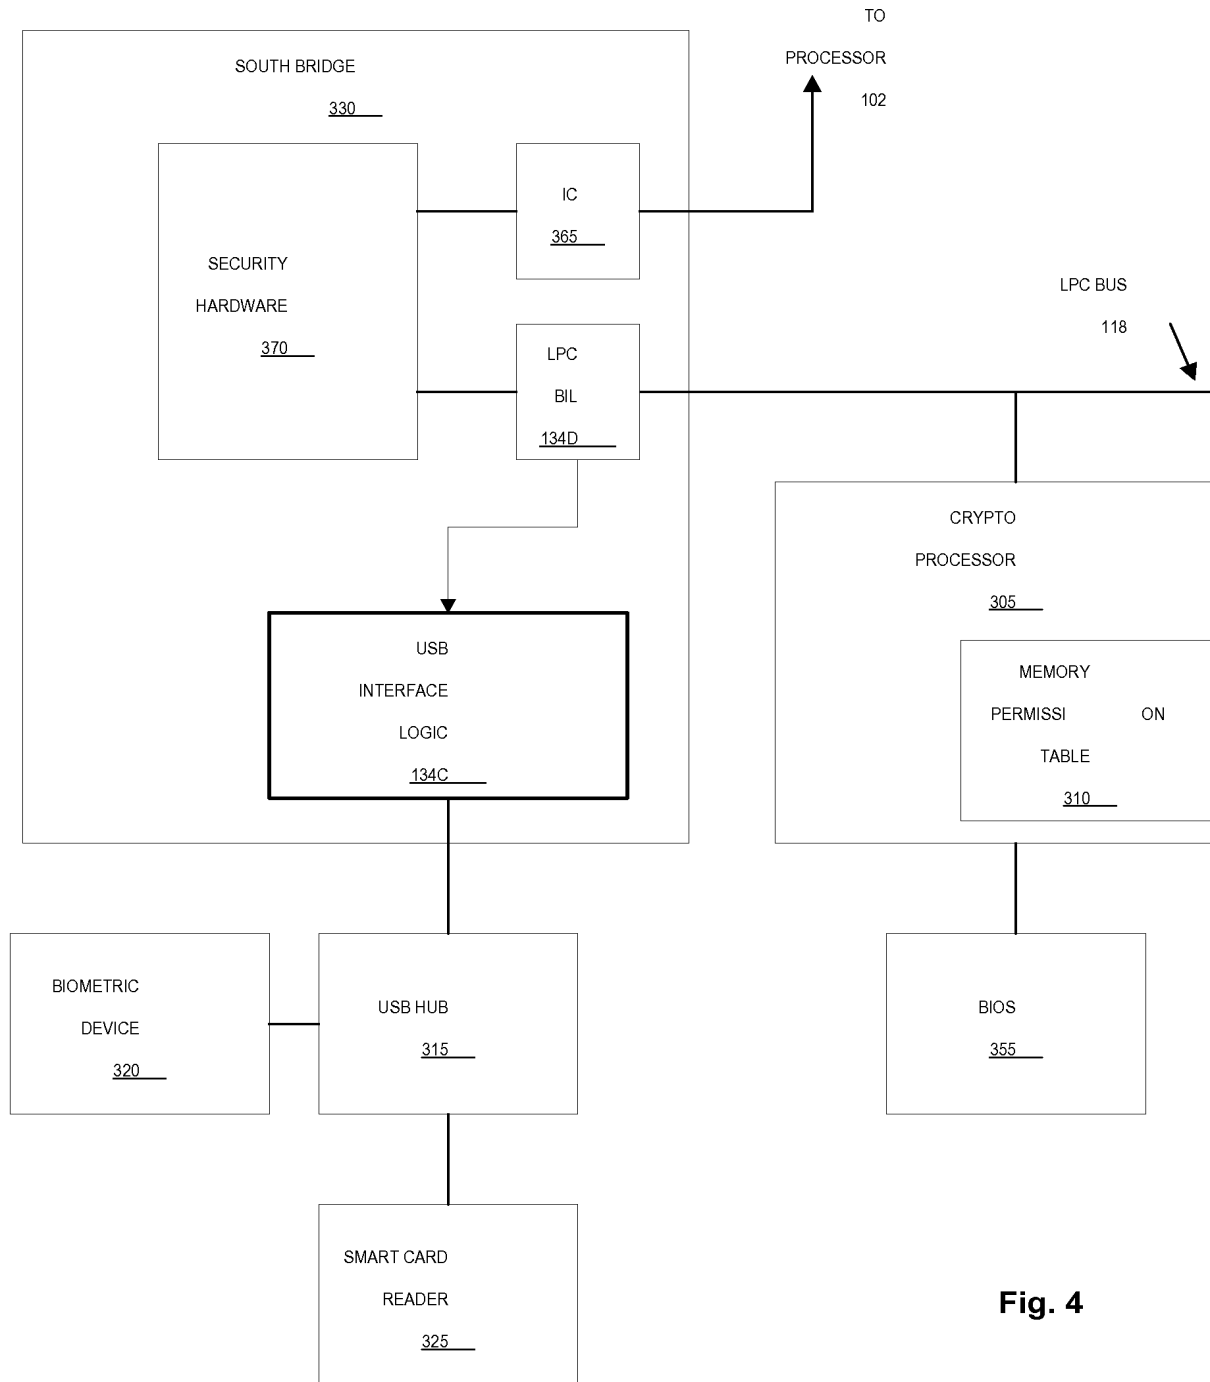 TO
PROCESSOR
102
SOUTH BRIDGE
330
IC
365
SECURITY
HARDWARE
370
LPC BUS
118
LPC
BIL
134D
CRYPTO
PROCESSOR
305
USB
INTERFACE
LOGIC
134C
MEMORY
PERMISSI ON
TABLE
310
BIOMETRIC
DEVICE
320
USB HUB
315
BIOS
355
SMART CARD
READER
325
Fig. 4